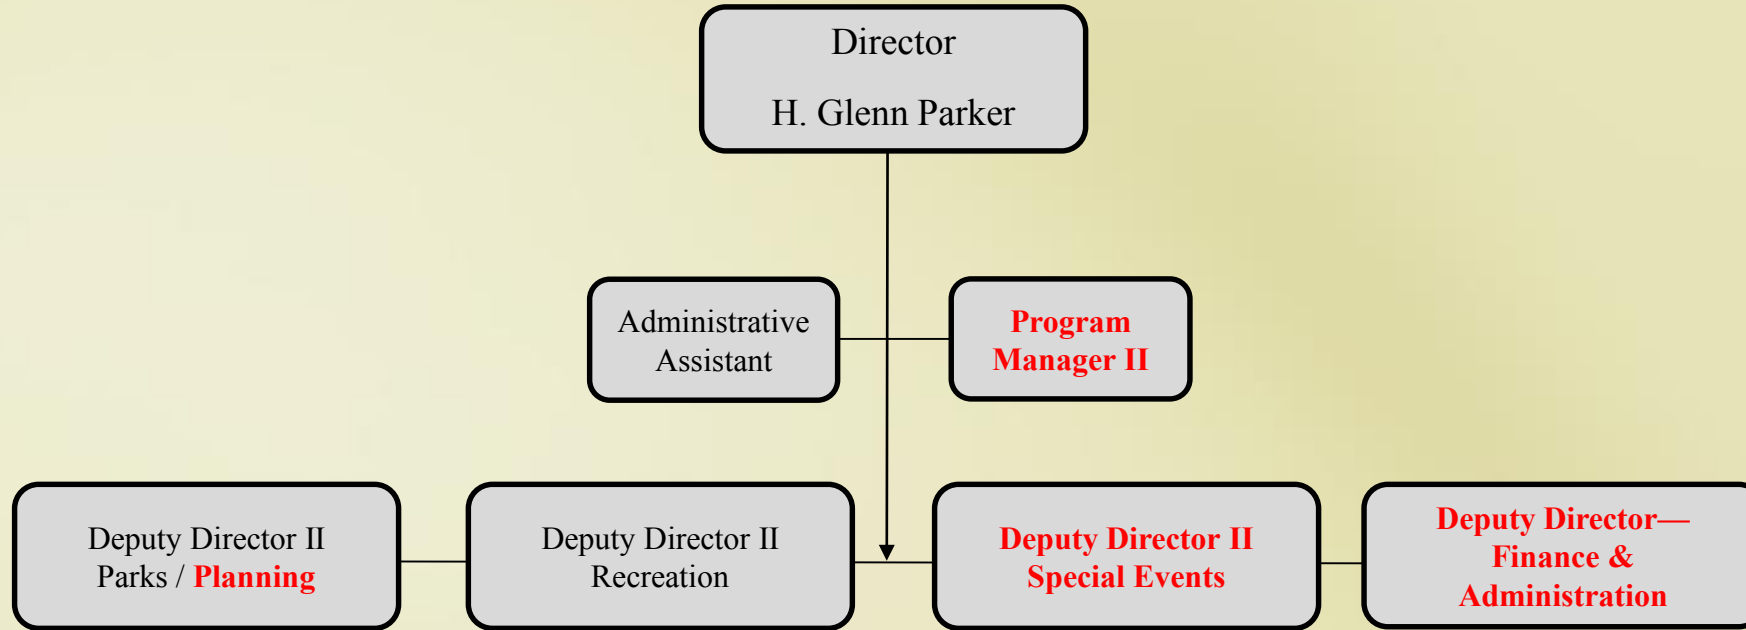 Director
H. Glenn Parker
Administrative
Assistant
Program
Manager II
Deputy Director II
Parks / Planning
Deputy Director II
Recreation
Deputy Director II
Special Events
Deputy Director—
Finance &
Administration